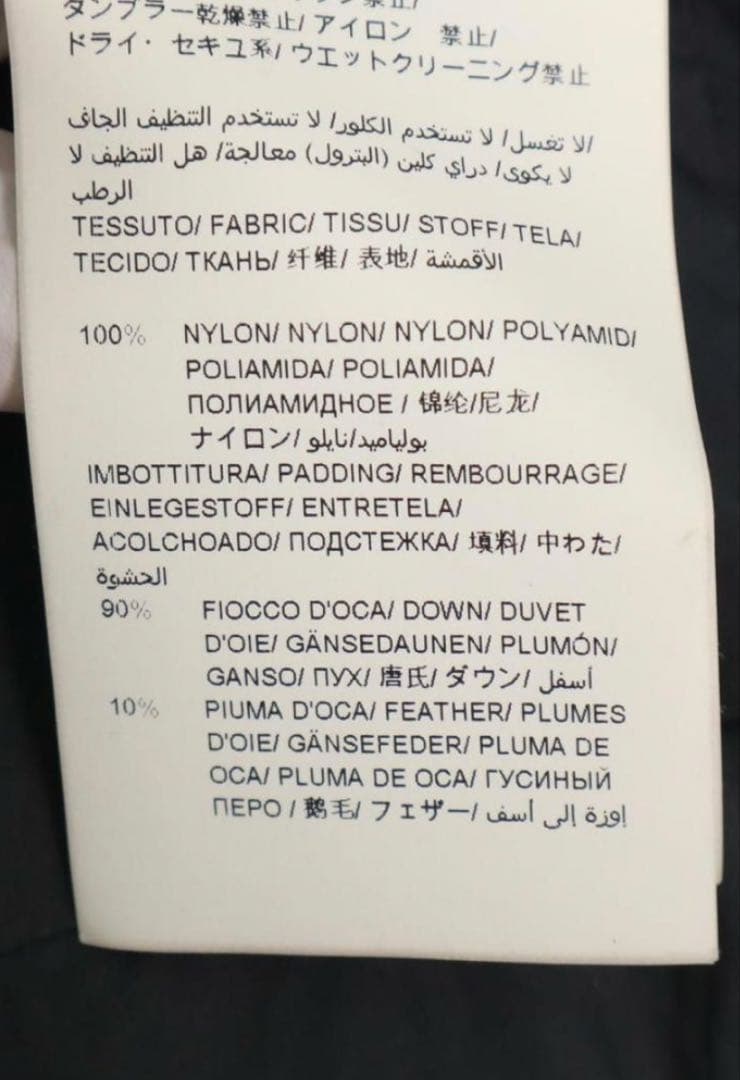 禁止/
タンブラー乾燥禁止/ アイロン 禁止/
ドライ・セキユ系/ ウエットクリーニング禁止
/لا تغسل/ لا تستخدم الكلور/ لا تستخدم التنظيف الجاف
لا يكوى/ دراي كلين (البترول) معالجة/ هل التنظيف لا
الرطب
TESSUTO/ FABRIC/ TISSU/ STOFF/ TELA/
TECIDO/ ТКАНЬ/ 纤维/ 表地/ الأقمشة
100% NYLON/ NYLON/ NYLON/ POLYAMID/
POLIAMIDA/ POLIAMIDA/
ПОЛИАМИДНОЕ / 锦纶/尼龙/
ナイロン/ بولياميد/نايلو
IMBOTTITURA/ PADDING/ REMBOURRAGE/
EINLEGESTOFF/ ENTRETELA/
ACOLCHOADO/ ПОДСТЕЖКА/ 填料/ 中わた/
الحشوة
90% FIOCCO D'OCA/ DOWN/ DUVET
D'OIE/ GÄNSEDAUNEN/ PLUMÓN/
GANSO/ ПУХ/ 唐氏/ ダウン/ أسفل
10% PIUMA D'OCA/ FEATHER/ PLUMES
D'OIE/ GÄNSEFEDER/ PLUMA DE
OCA/ PLUMA DE OCA/ ГУСИНЫЙ
ПЕРО / 鹅毛/ フェザー/ إوزة إلى أسف